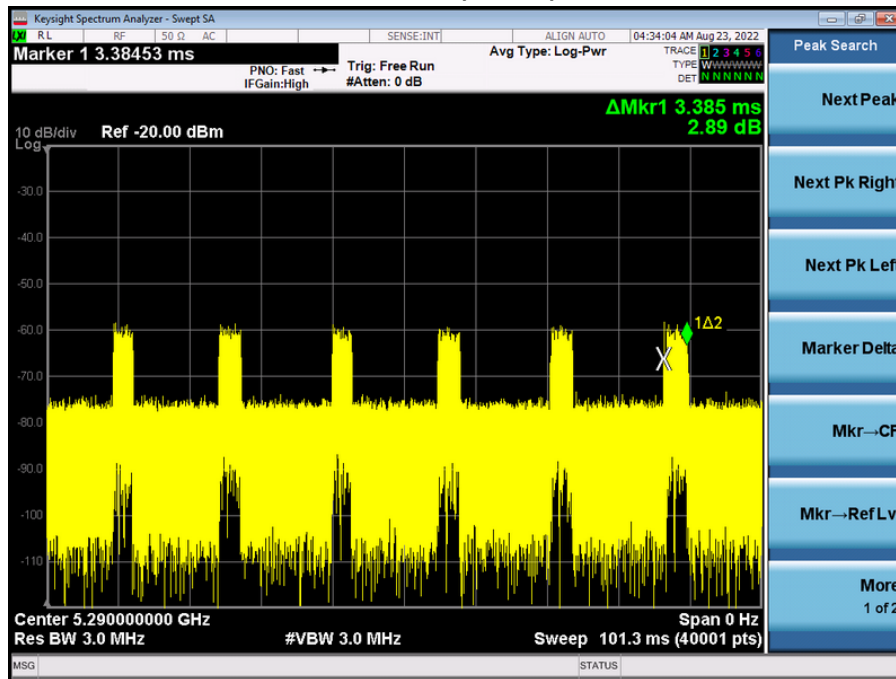 Keysight Spectrum Analyzer - Swept SA
LXI RL RF 50 Ω AC SENSE:INT ALIGN AUTO 04:34:04 AM Aug 23, 2022
Marker 1 3.38453 ms
PNO: Fast
IFGain:High
Trig: Free Run
#Atten: 0 dB
Avg Type: Log-Pwr
TRACE 1 2 3 4 5 6
TYPE W
DET N N N N N N
Peak Search
ΔMkr1 3.385 ms
2.89 dB
10 dB/div Ref -20.00 dBm
Log
-30.0
-40.0
-50.0
-60.0
-70.0
-80.0
-90.0
-100
-110
1Δ2
X
Center 5.290000000 GHz
Span 0 Hz
Res BW 3.0 MHz
#VBW 3.0 MHz
Sweep 101.3 ms (40001 pts)
MSG
STATUS
Next Peak
Next Pk Right
Next Pk Left
Marker Delta
Mkr→CF
Mkr→Ref Lv
More
1 of 2